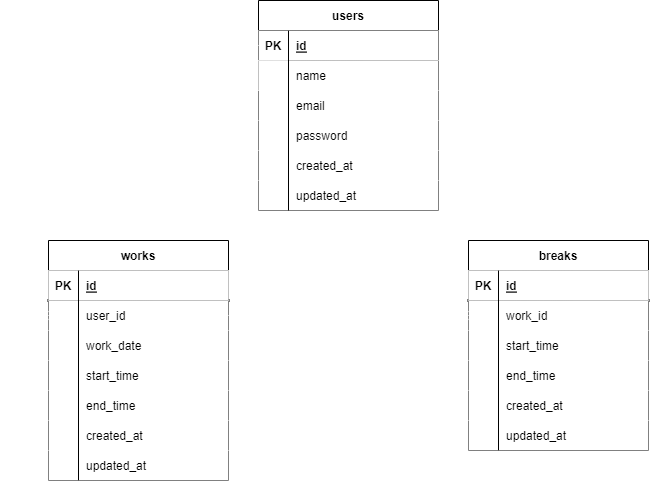 users
PK id
name
email
password
created_at
updated_at
works
PK id
user_id
work_date
start_time
end_time
created_at
updated_at
breaks
PK id
work_id
start_time
end_time
created_at
updated_at